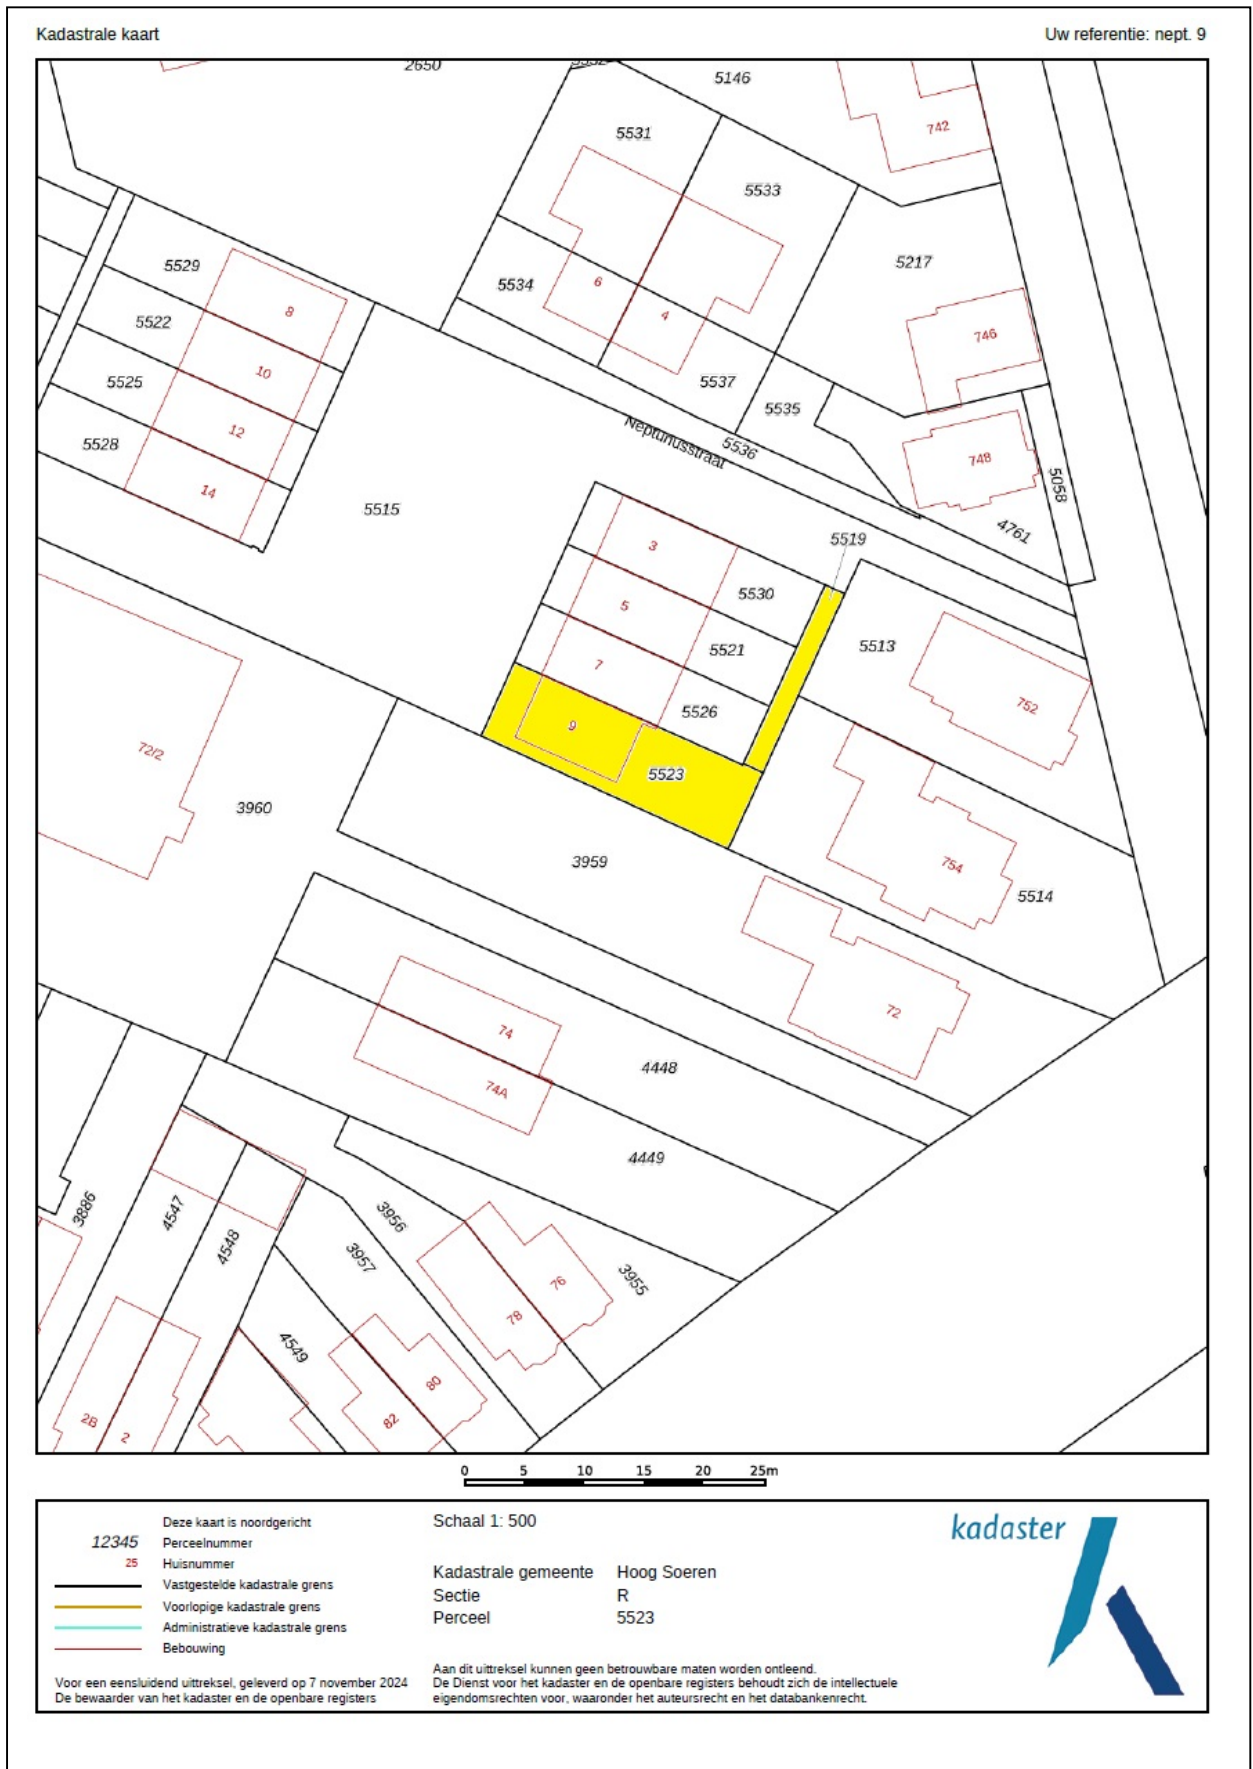 Kadastrale kaart
Uw referentie: nept. 9
2650
5146
742
5531
5533
5217
5529
8
5534
6
4
746
5522
10
5537
5525
12
5535
5528
14
Neptunusstraat
5536
748
5058
4761
5515
5519
3
5530
5
5521
5513
7
5526
752
9
5523
72/2
3960
3959
754
5514
72
74
74A
4448
4449
3886
4547
4548
3956
3957
3955
76
78
4549
80
82
2B
2
0 5 10 15 20 25m
Deze kaart is noordgericht
12345 Perceelnummer
25 Huisnummer
Vastgestelde kadastrale grens
Voorlopige kadastrale grens
Administratieve kadastrale grens
Bebouwing
Voor een eensluidend uittreksel, geleverd op 7 november 2024
De bewaarder van het kadaster en de openbare registers
Schaal 1: 500
Kadastrale gemeente Hoog Soeren
Sectie R
Perceel 5523
Aan dit uittreksel kunnen geen betrouwbare maten worden ontleend.
De Dienst voor het kadaster en de openbare registers behoudt zich de intellectuele
eigendomsrechten voor, waaronder het auteursrecht en het databankenrecht.
kadaster